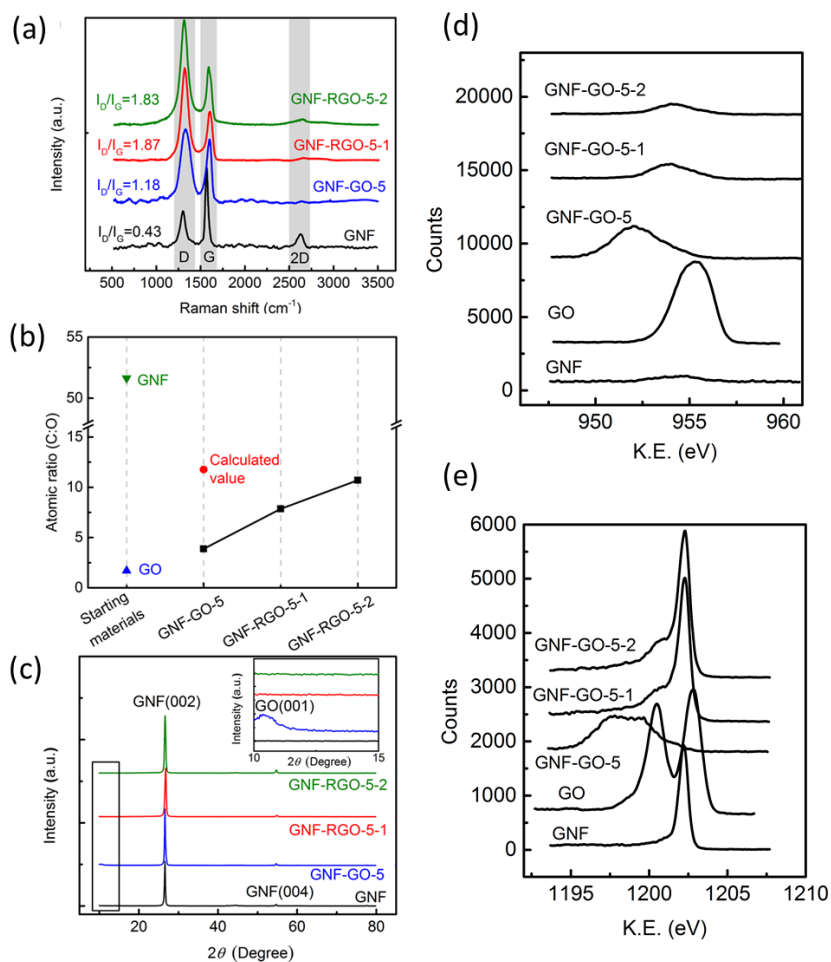 (a)
Intensity (a.u.)
I_D/I_G=1.83
GNF-RGO-5-2
I_D/I_G=1.87
GNF-RGO-5-1
I_D/I_G=1.18
GNF-GO-5
I_D/I_G=0.43
GNF
D
G
2D
500 1000 1500 2000 2500 3000 3500
Raman shift (cm⁻¹)
(b)
Atomic ratio (C:O)
55
50
15
10
5
0
GNF
Calculated
value
GO
Starting
materials
GNF-GO-5
GNF-RGO-5-1
GNF-RGO-5-2
(c)
Intensity (a.u.)
GNF(002)
Intensity (a.u.)
GO(001)
10 15
2θ (Degree)
GNF-RGO-5-2
GNF-RGO-5-1
GNF-GO-5
GNF(004)
GNF
20 40 60 80
2θ (Degree)
(d)
Counts
20000
15000
10000
5000
0
GNF-GO-5-2
GNF-GO-5-1
GNF-GO-5
GO
GNF
950 955 960
K.E. (eV)
(e)
Counts
6000
5000
4000
3000
2000
1000
0
GNF-GO-5-2
GNF-GO-5-1
GNF-GO-5
GO
GNF
1195 1200 1205 1210
K.E. (eV)